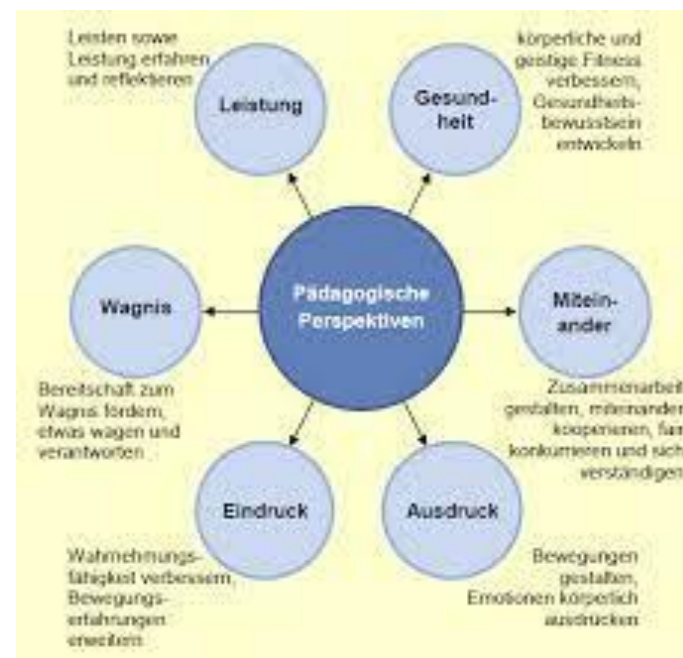 Leisten sowie
Leistung erfahren
und reflektieren
Leistung
körperliche und
geistige Fitness
verbessern,
Gesundheits-
bewusstsein
entwickeln
Gesund-
heit
Pädagogische
Perspektiven
Wagnis
Bereitschaft zum
Wagnis fördern,
etwas wagen und
verantworten
Mitein-
ander
Zusammenarbeit
gestalten, miteinander
kooperieren, fair
konkurrieren und sich
verständigen
Eindruck
Wahrnehmungs-
fähigkeit verbessern,
Bewegungs-
erfahrungen
erweitern
Ausdruck
Bewegungen
gestalten,
Emotionen körperlich
ausdrücken